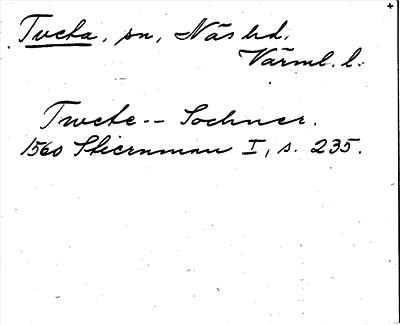 Tveta, sn, Näs hd,
Värml. l.
Twete -- Sochner.
1560 Stiernman I, s. 235.